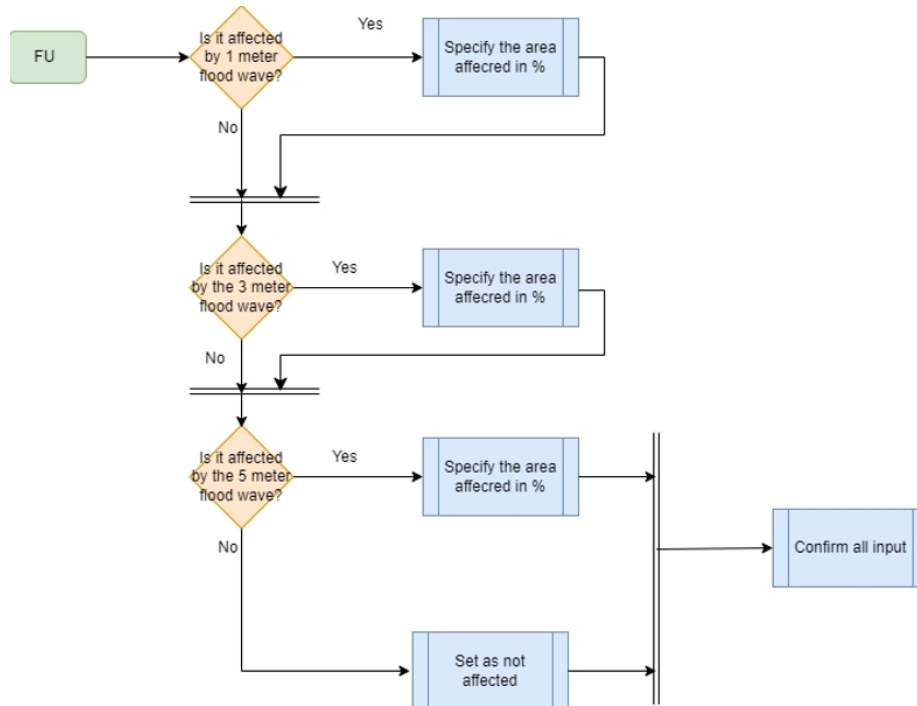 FU
Is it affected
by 1 meter
flood wave?
Yes
Specify the area
affecred in %
No
Is it affected
by the 3 meter
flood wave?
Yes
Specify the area
affecred in %
No
Is it affected
by the 5 meter
flood wave?
Yes
Specify the area
affecred in %
Confirm all input
No
Set as not
affected